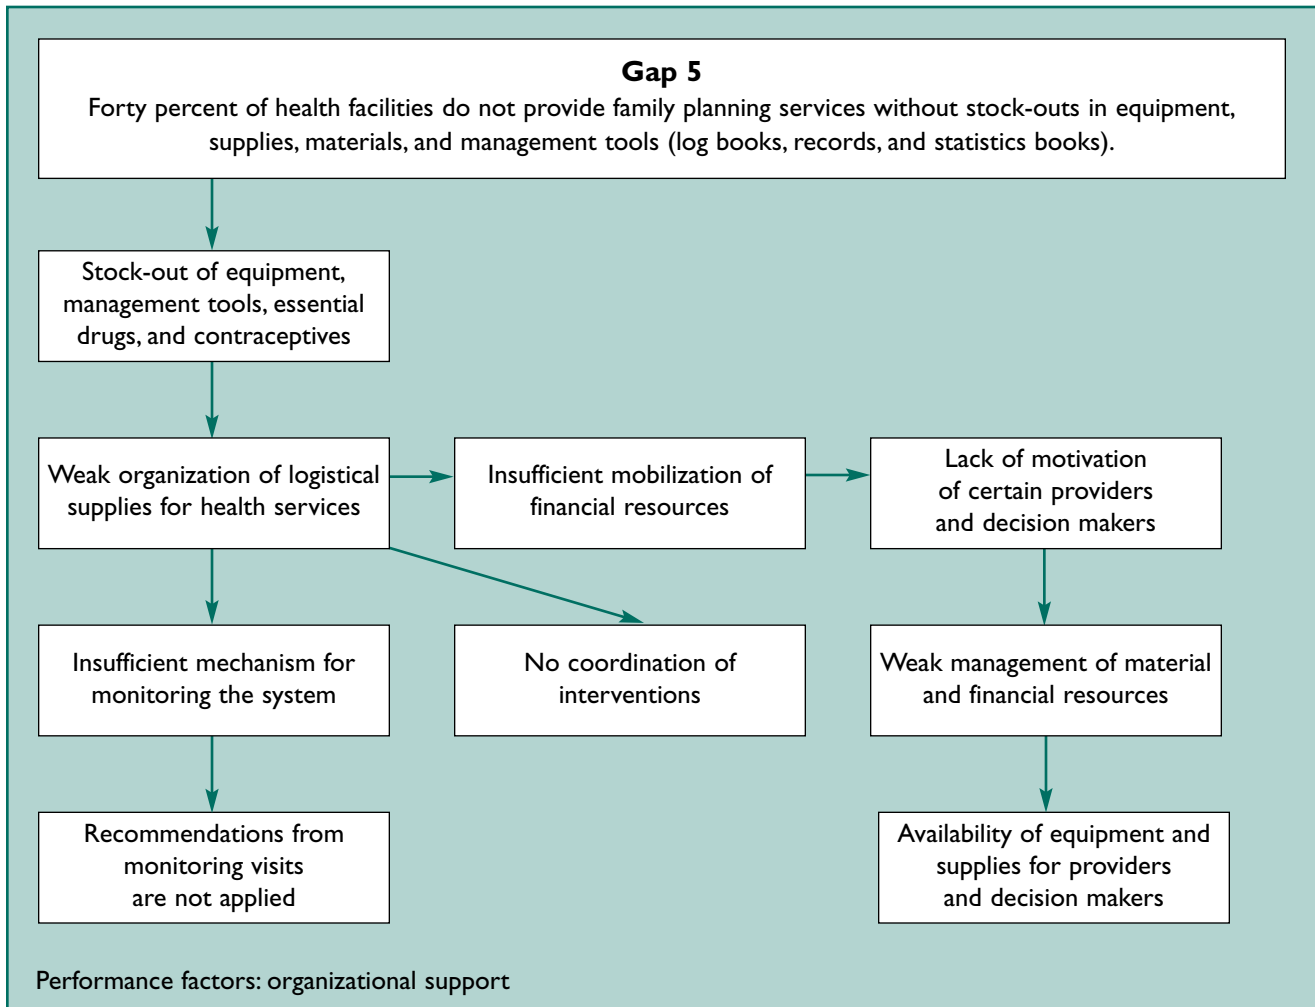 Gap 5
Forty percent of health facilities do not provide family planning services without stock-outs in equipment,
supplies, materials, and management tools (log books, records, and statistics books).
Stock-out of equipment,
management tools, essential
drugs, and contraceptives
Weak organization of logistical
supplies for health services
Insufficient mobilization of
financial resources
Lack of motivation
of certain providers
and decision makers
Insufficient mechanism for
monitoring the system
No coordination of
interventions
Weak management of material
and financial resources
Recommendations from
monitoring visits
are not applied
Availability of equipment and
supplies for providers
and decision makers
Performance factors: organizational support